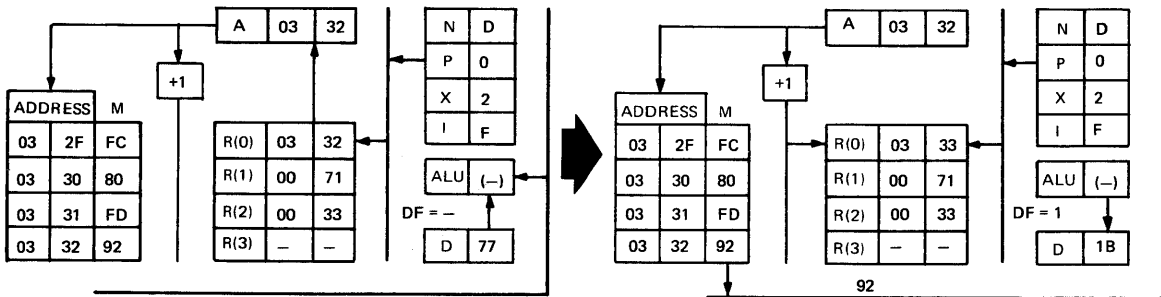 A 03 32
+1
ADDRESS M
03 2F FC
03 30 80
03 31 FD
03 32 92
R(0) 03 32
R(1) 00 71
R(2) 00 33
R(3) – –
N D
P 0
X 2
I F
ALU (–)
DF = –
D 77
A 03 32
+1
ADDRESS M
03 2F FC
03 30 80
03 31 FD
03 32 92
R(0) 03 33
R(1) 00 71
R(2) 00 33
R(3) – –
N D
P 0
X 2
I F
ALU (–)
DF = 1
D 1B
92